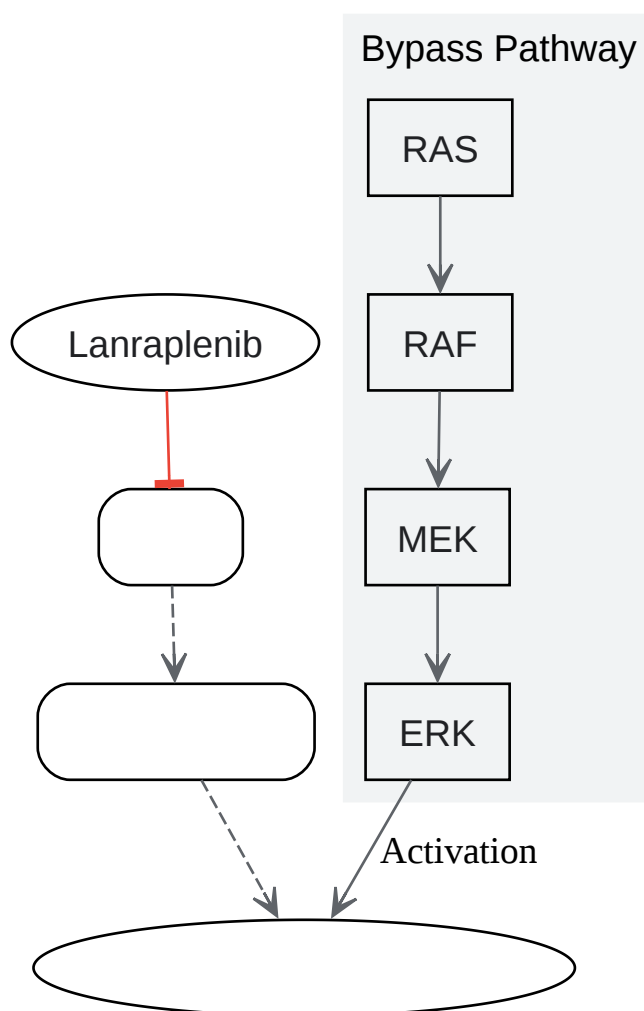 Bypass Pathway
RAS
Lanraplenib
RAF
MEK
ERK
Activation